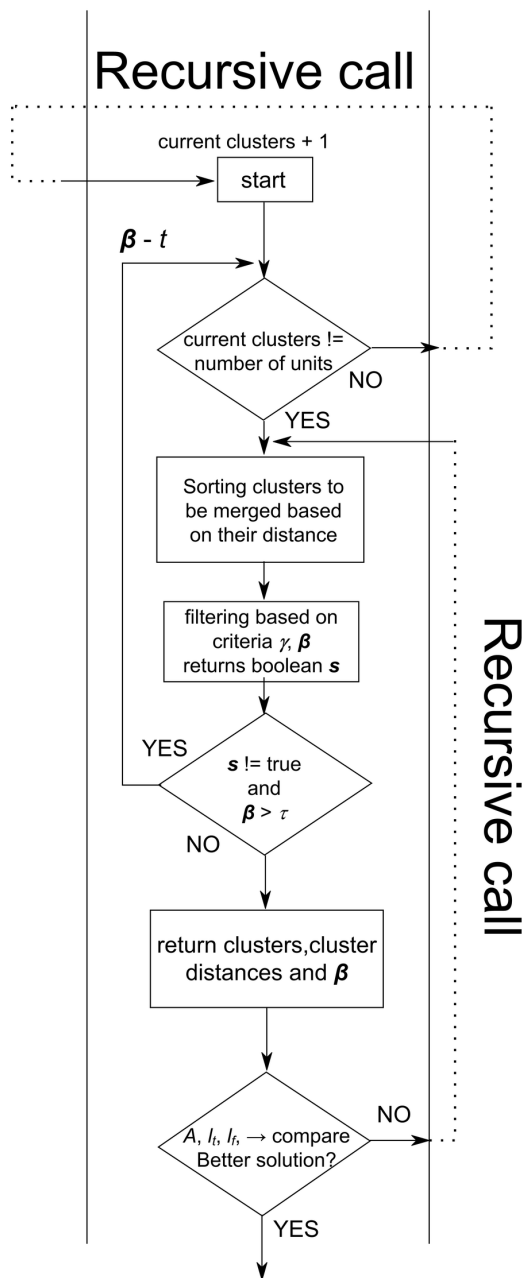 Recursive call
current clusters + 1
start
β - t
current clusters !=
number of units
NO
YES
Sorting clusters to
be merged based
on their distance
filtering based on
criteria γ, β
returns boolean s
YES
s != true
and
β > τ
NO
return clusters,cluster
distances and β
A, l_t, l_f, → compare
Better solution?
NO
YES
Recursive call